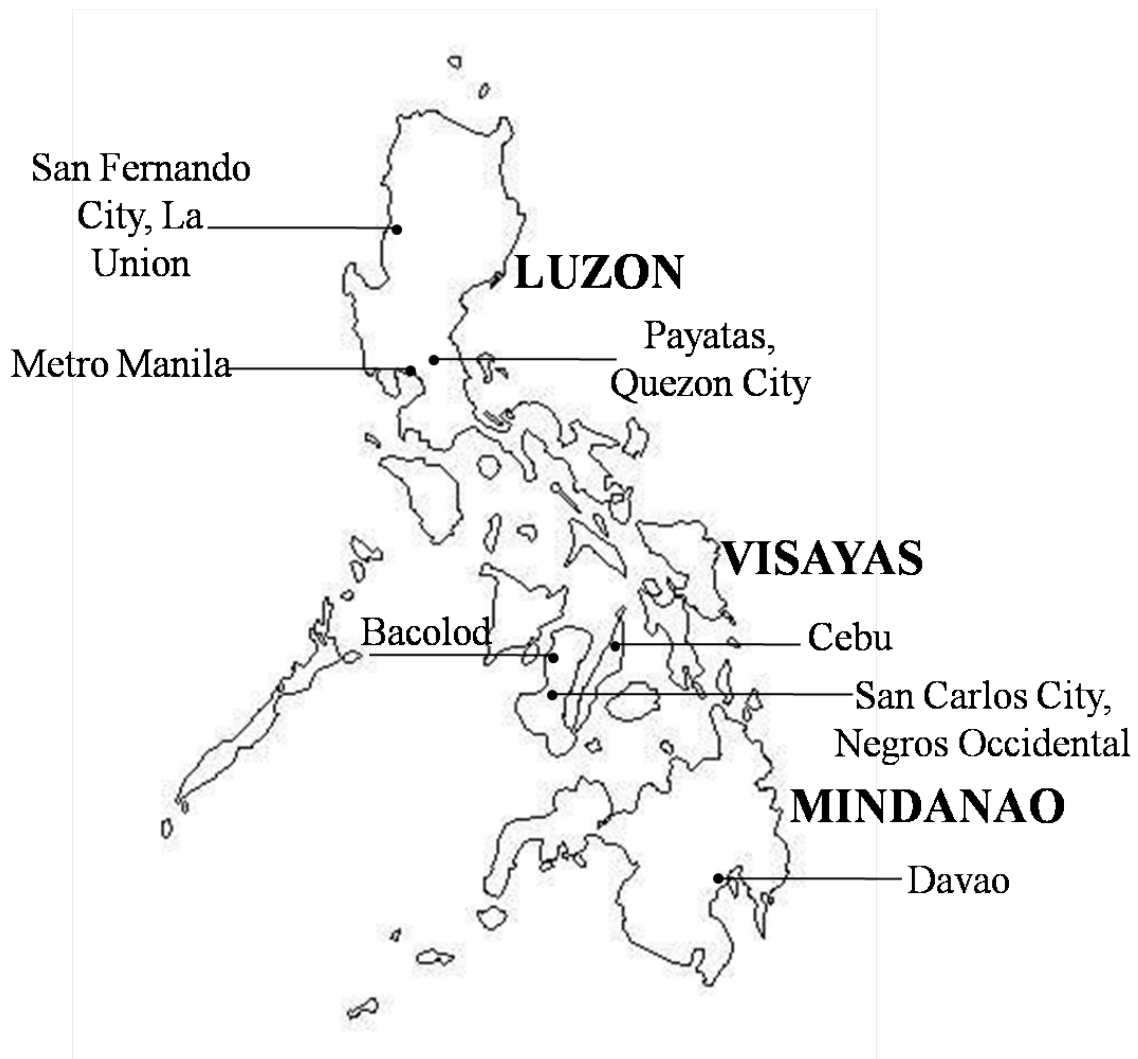 San Fernando
City, La
Union
LUZON
Payatas,
Quezon City
Metro Manila
VISAYAS
Bacolod
Cebu
San Carlos City,
Negros Occidental
MINDANAO
Davao